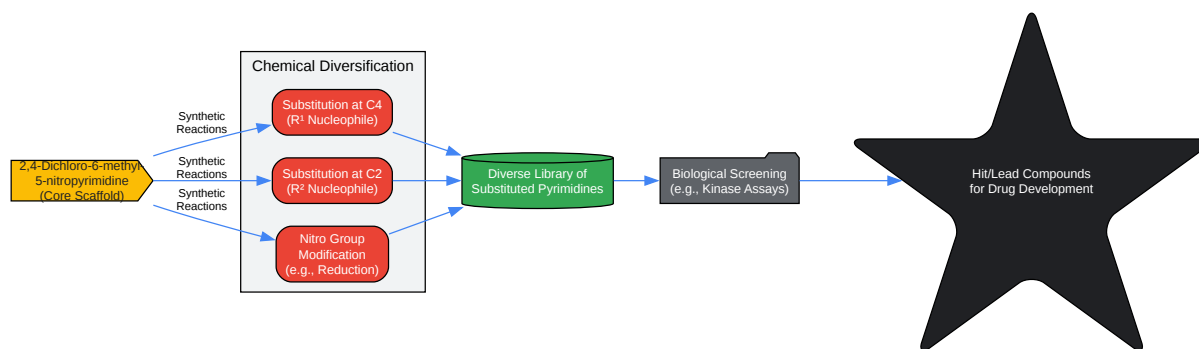 2,4-Dichloro-6-methyl-
5-nitropyrimidine
(Core Scaffold)
Synthetic
Reactions
Synthetic
Reactions
Synthetic
Reactions
Chemical Diversification
Substitution at C4
(R¹ Nucleophile)
Substitution at C2
(R² Nucleophile)
Nitro Group
Modification
(e.g., Reduction)
Diverse Library of
Substituted Pyrimidines
Biological Screening
(e.g., Kinase Assays)
Hit/Lead Compounds
for Drug Development